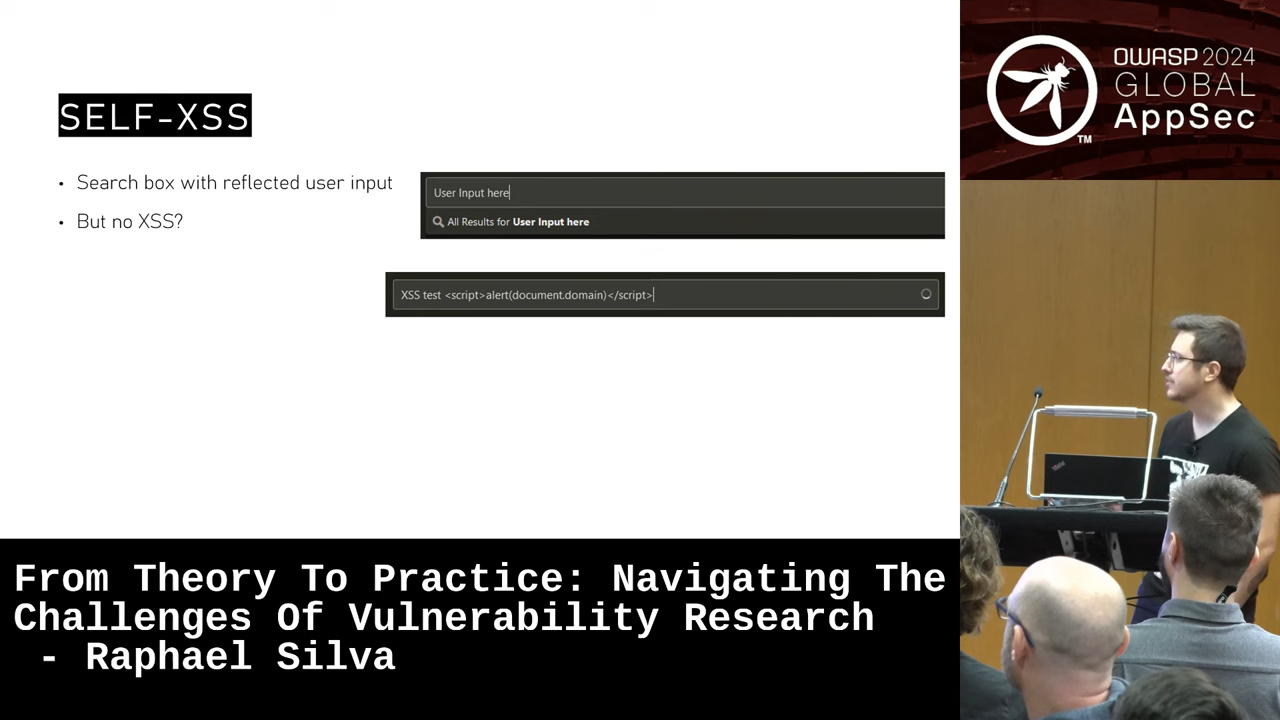 SELF-XSS
• Search box with reflected user input
• But no XSS?
User Input here
All Results for User Input here
XSS test <script>alert(document.domain)</script>
OWASP 2024
GLOBAL
AppSec
TM
From Theory To Practice: Navigating The
Challenges Of Vulnerability Research
- Raphael Silva